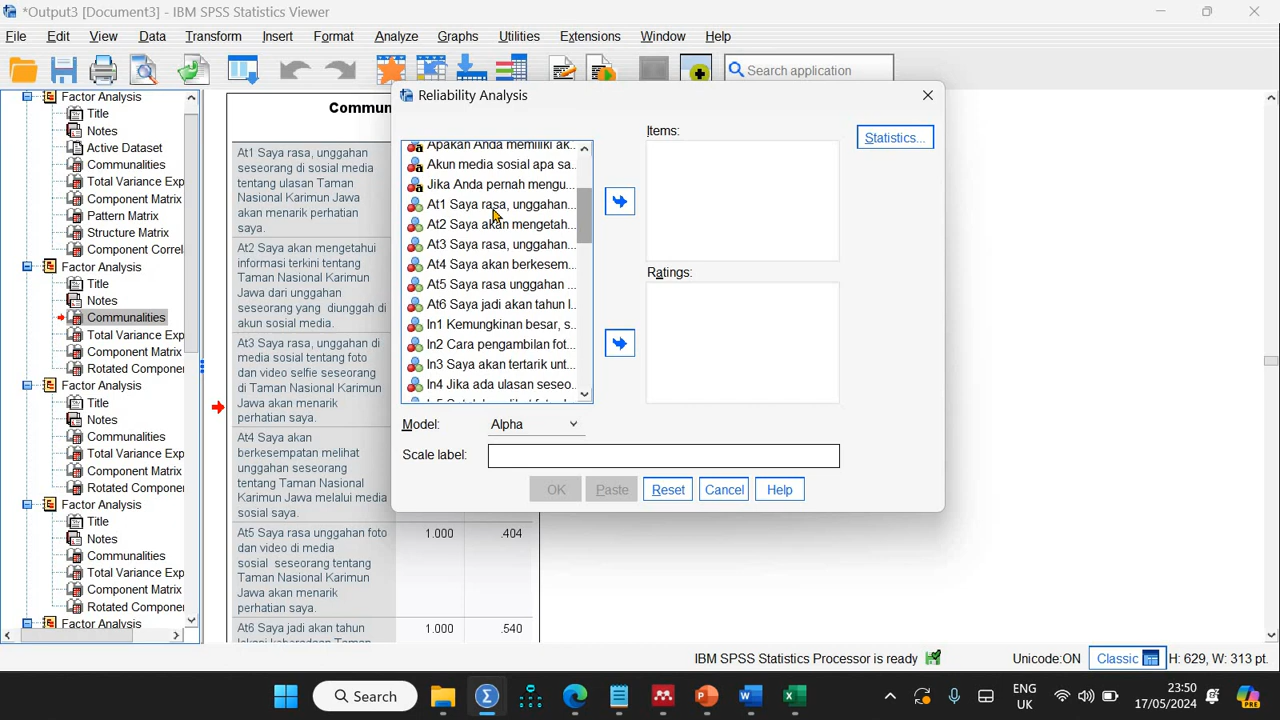 *Output3 [Document3] - IBM SPSS Statistics Viewer
File Edit View Data Transform Insert Format Analyze Graphs Utilities Extensions Window Help
Search application
Factor Analysis
Title
Notes
Active Dataset
Communalities
Total Variance Exp
Component Matrix
Pattern Matrix
Structure Matrix
Component Correl
Factor Analysis
Title
Notes
Communalities
Total Variance Exp
Component Matrix
Rotated Compone
Factor Analysis
Title
Notes
Communalities
Total Variance Exp
Component Matrix
Rotated Compone
Factor Analysis
Title
Notes
Communalities
Total Variance Exp
Component Matrix
Rotated Compone
Factor Analysis
Commun
At1 Saya rasa, unggahan
seseorang di sosial media
tentang ulasan Taman
Nasional Karimun Jawa
akan menarik perhatian
saya.
At2 Saya akan mengetahui
informasi terkini tentang
Taman Nasional Karimun
Jawa dari unggahan
seseorang yang diunggah di
akun sosial media.
At3 Saya rasa, unggahan di
media sosial tentang foto
dan video selfie seseorang
di Taman Nasional Karimun
Jawa akan menarik
perhatian saya.
At4 Saya akan
berkesempatan melihat
unggahan seseorang
tentang Taman Nasional
Karimun Jawa melalui media
sosial saya.
At5 Saya rasa unggahan foto 1.000 .404
dan video di media
sosial seseorang tentang
Taman Nasional Karimun
Jawa akan menarik
perhatian saya.
At6 Saya jadi akan tahun 1.000 .540
Reliability Analysis
Apakah Anda memiliki ak...
Akun media sosial apa sa...
Jika Anda pernah mengu...
At1 Saya rasa, unggahan...
At2 Saya akan mengetah...
At3 Saya rasa, unggahan...
At4 Saya akan berkesem...
At5 Saya rasa unggahan ...
At6 Saya jadi akan tahun l...
In1 Kemungkinan besar, s...
In2 Cara pengambilan fot...
In3 Saya akan tertarik unt...
In4 Jika ada ulasan seseo...
Items:
Statistics...
Ratings:
Model: Alpha
Scale label:
OK Paste Reset Cancel Help
IBM SPSS Statistics Processor is ready Unicode:ON Classic H: 629, W: 313 pt.
Search
ENG
UK
23:50
17/05/2024
PRE